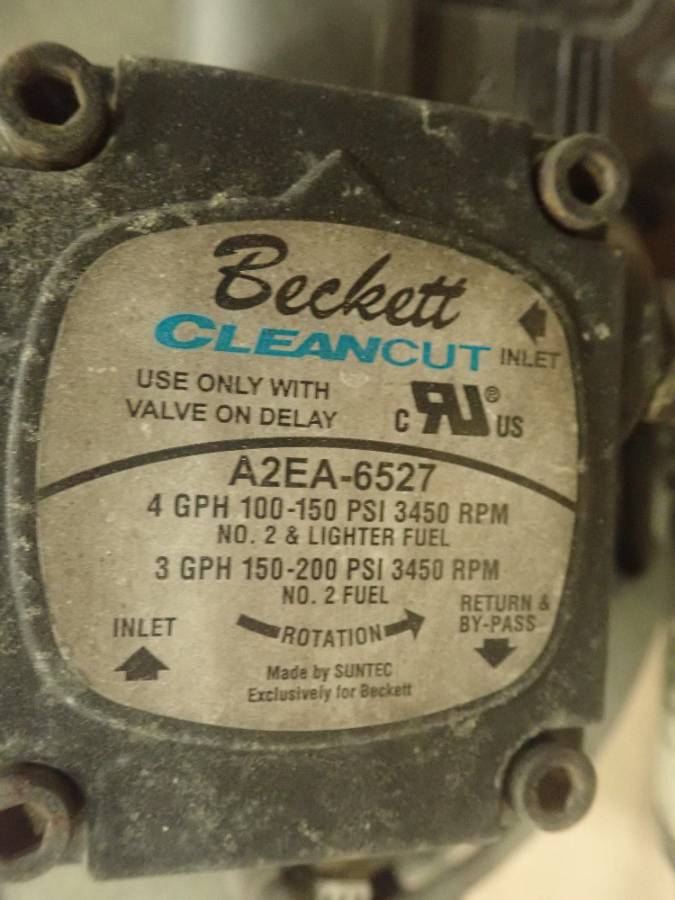 Beckett
CLEANCUT
INLET
USE ONLY WITH
VALVE ON DELAY
C RU® US
A2EA-6527
4 GPH 100-150 PSI 3450 RPM
NO. 2 & LIGHTER FUEL
3 GPH 150-200 PSI 3450 RPM
NO. 2 FUEL
RETURN &
BY-PASS
INLET
ROTATION
Made by SUNTEC
Exclusively for Beckett